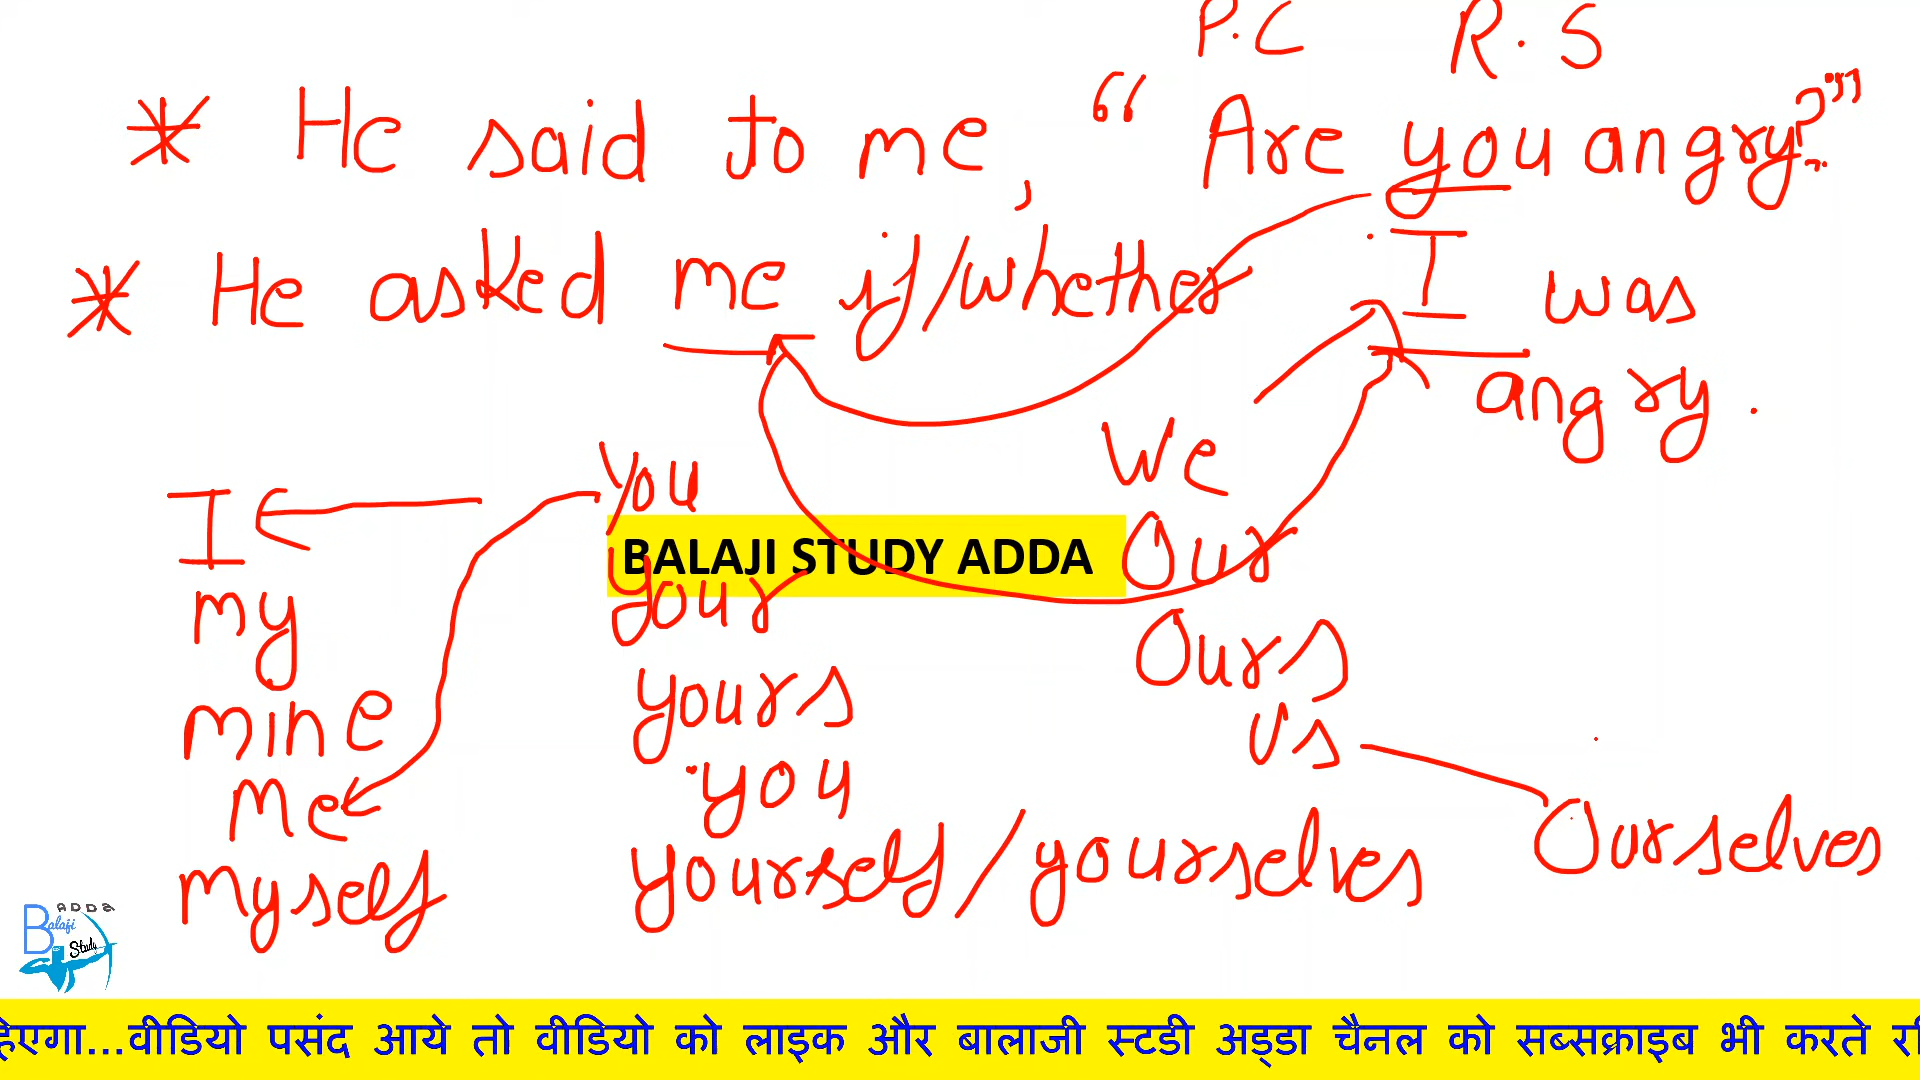 P.C R.S
* He said to me, “Are you angry?”
* He asked me if/whether I was
angry.
I You We
my your Our
mine yours Ours
Me you Us
Myself yourself/yourselves Ourselves
BALAJI STUDY ADDA
ADDA
Balaji
Study
हिएगा...वीडियो पसंद आये तो वीडियो को लाइक और बालाजी स्टडी अड्डा चैनल को सब्सक्राइब भी करते